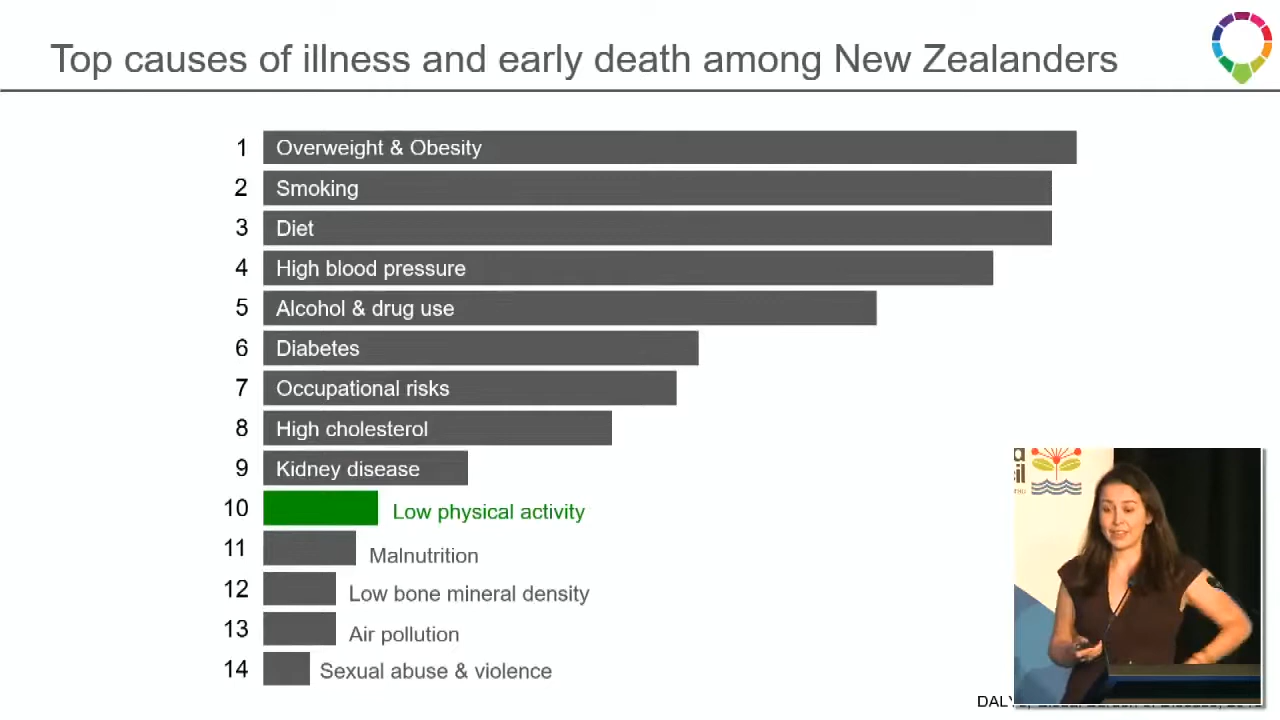 Top causes of illness and early death among New Zealanders
1 Overweight & Obesity
2 Smoking
3 Diet
4 High blood pressure
5 Alcohol & drug use
6 Diabetes
7 Occupational risks
8 High cholesterol
9 Kidney disease
10 Low physical activity
11 Malnutrition
12 Low bone mineral density
13 Air pollution
14 Sexual abuse & violence